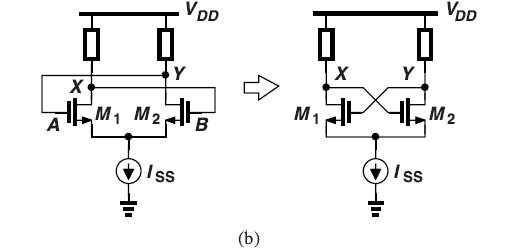 V_DD V_DD
X Y X Y
A M_1 M_2 B M_1 M_2
I_SS I_SS
(b)